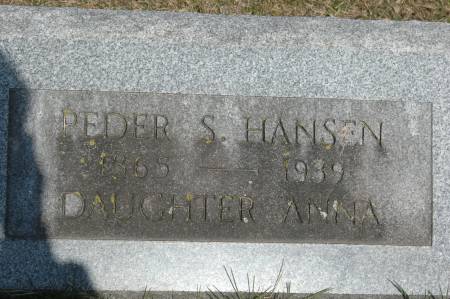 PEDER S. HANSEN
1865 — 1939
DAUGHTER ANNA